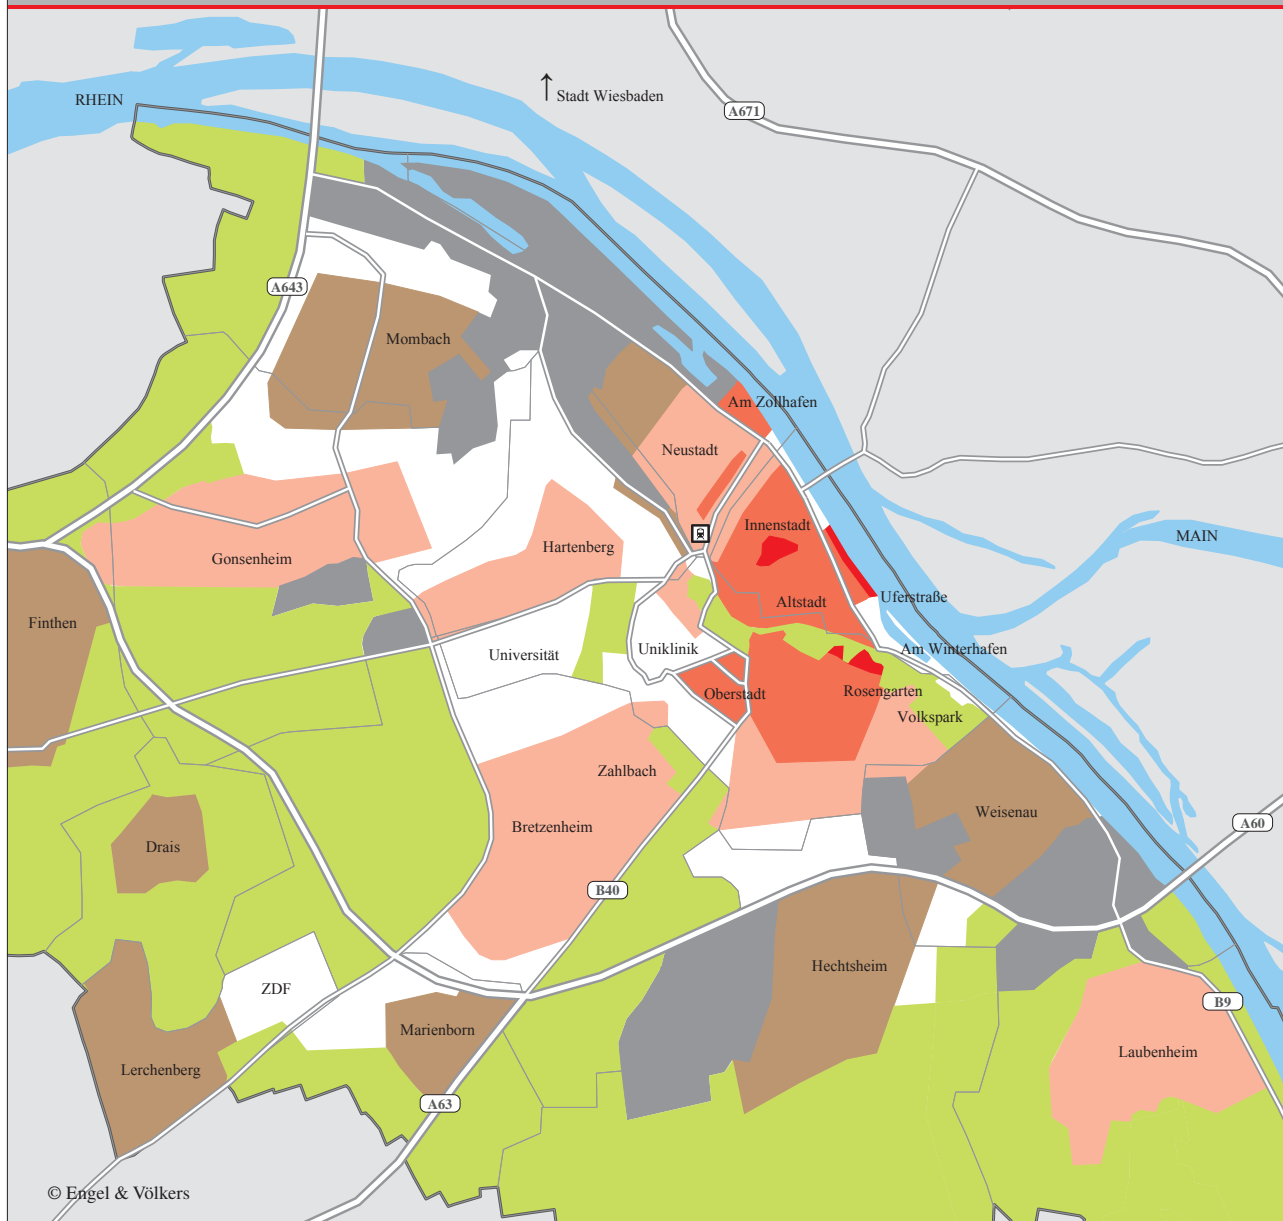 RHEIN
Stadt Wiesbaden
A671
A643
Mombach
Am Zollhafen
Neustadt
Innenstadt
MAIN
Hartenberg
Gonsenheim
Uferstraße
Altstadt
Finthen
Universität
Uniklinik
Am Winterhafen
Oberstadt
Rosengarten
Volkspark
Zahlbach
Weisenau
A60
Bretzenheim
Drais
B40
Hechtsheim
ZDF
B9
Marienborn
Laubenheim
Lerchenberg
A63
© Engel & Völkers